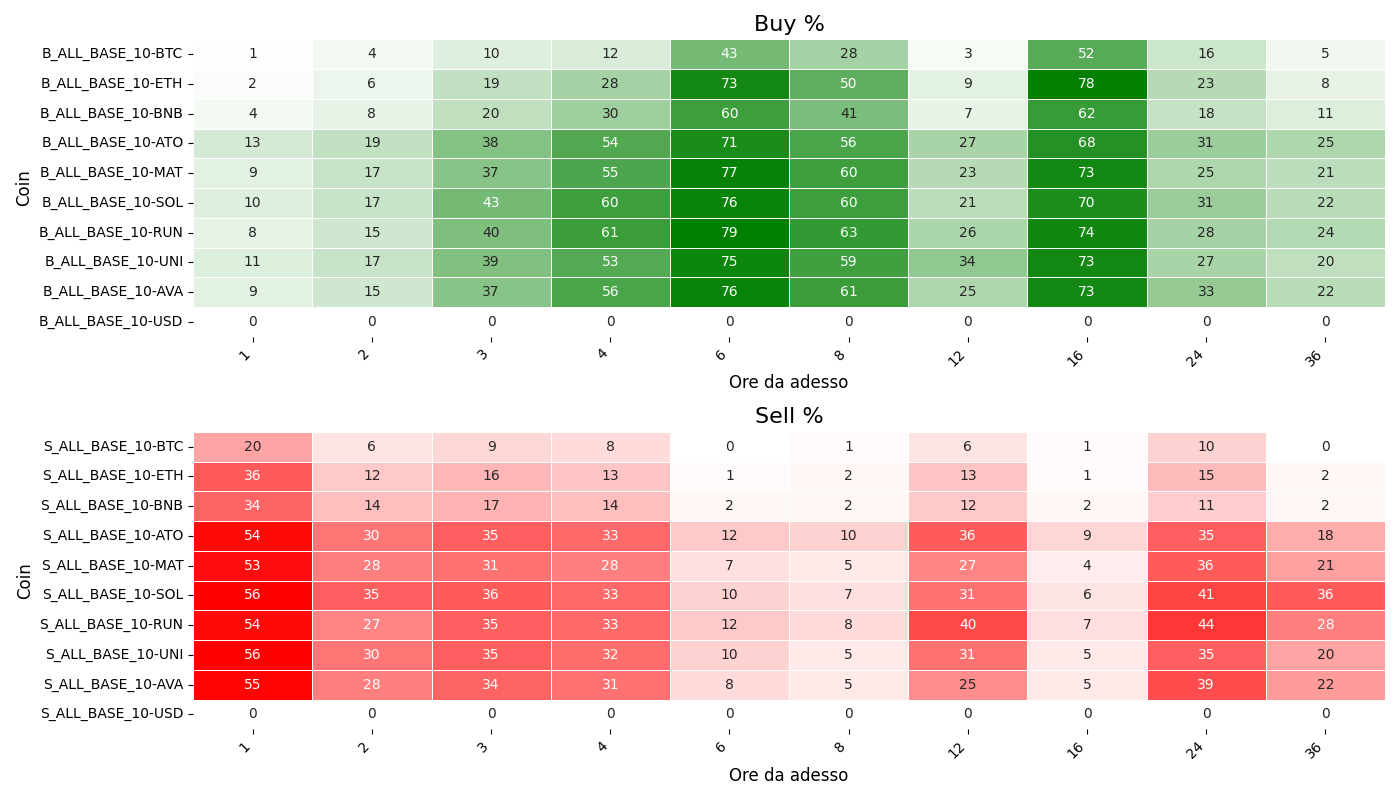 Buy %
Coin
B_ALL_BASE_10-BTC 1 4 10 12 43 28 3 52 16 5
B_ALL_BASE_10-ETH 2 6 19 28 73 50 9 78 23 8
B_ALL_BASE_10-BNB 4 8 20 30 60 41 7 62 18 11
B_ALL_BASE_10-ATO 13 19 38 54 71 56 27 68 31 25
B_ALL_BASE_10-MAT 9 17 37 55 77 60 23 73 25 21
B_ALL_BASE_10-SOL 10 17 43 60 76 60 21 70 31 22
B_ALL_BASE_10-RUN 8 15 40 61 79 63 26 74 28 24
B_ALL_BASE_10-UNI 11 17 39 53 75 59 34 73 27 20
B_ALL_BASE_10-AVA 9 15 37 56 76 61 25 73 33 22
B_ALL_BASE_10-USD 0 0 0 0 0 0 0 0 0 0
1 2 3 4 6 8 12 16 24 36
Ore da adesso
Sell %
Coin
S_ALL_BASE_10-BTC 20 6 9 8 0 1 6 1 10 0
S_ALL_BASE_10-ETH 36 12 16 13 1 2 13 1 15 2
S_ALL_BASE_10-BNB 34 14 17 14 2 2 12 2 11 2
S_ALL_BASE_10-ATO 54 30 35 33 12 10 36 9 35 18
S_ALL_BASE_10-MAT 53 28 31 28 7 5 27 4 36 21
S_ALL_BASE_10-SOL 56 35 36 33 10 7 31 6 41 36
S_ALL_BASE_10-RUN 54 27 35 33 12 8 40 7 44 28
S_ALL_BASE_10-UNI 56 30 35 32 10 5 31 5 35 20
S_ALL_BASE_10-AVA 55 28 34 31 8 5 25 5 39 22
S_ALL_BASE_10-USD 0 0 0 0 0 0 0 0 0 0
1 2 3 4 6 8 12 16 24 36
Ore da adesso